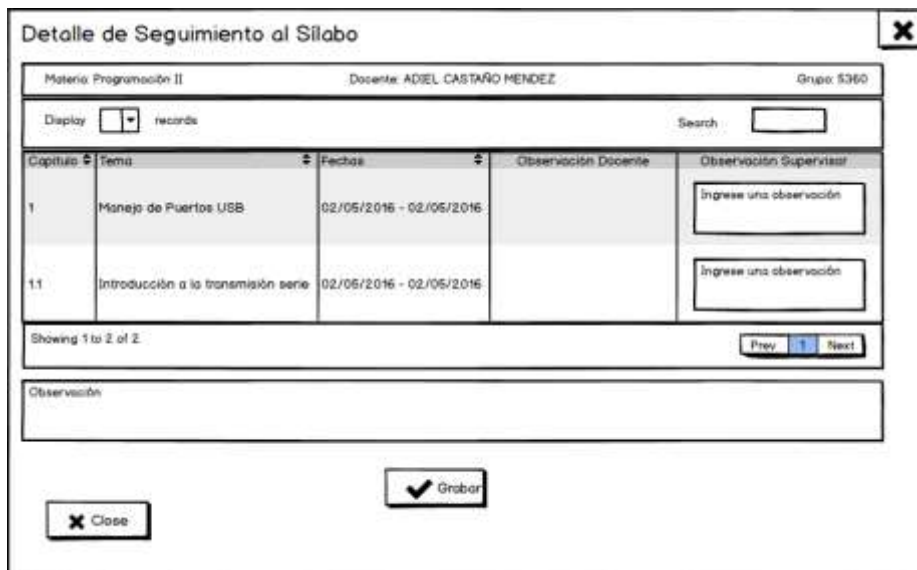 Detalle de Seguimiento al Sílabo
Materia: Programación II Docente: ADIEL CASTAÑO MENDEZ Grupo: 5360
Display records Search
Capítulo Tema Fechas Observación Docente Observación Supervisor
1 Manejo de Puertos USB 02/05/2016 - 02/05/2016 Ingrese una observación
1.1 Introducción a la transmisión serie 02/05/2016 - 02/05/2016 Ingrese una observación
Showing 1 to 2 of 2 Prev 1 Next
Observación
Grabar
Close